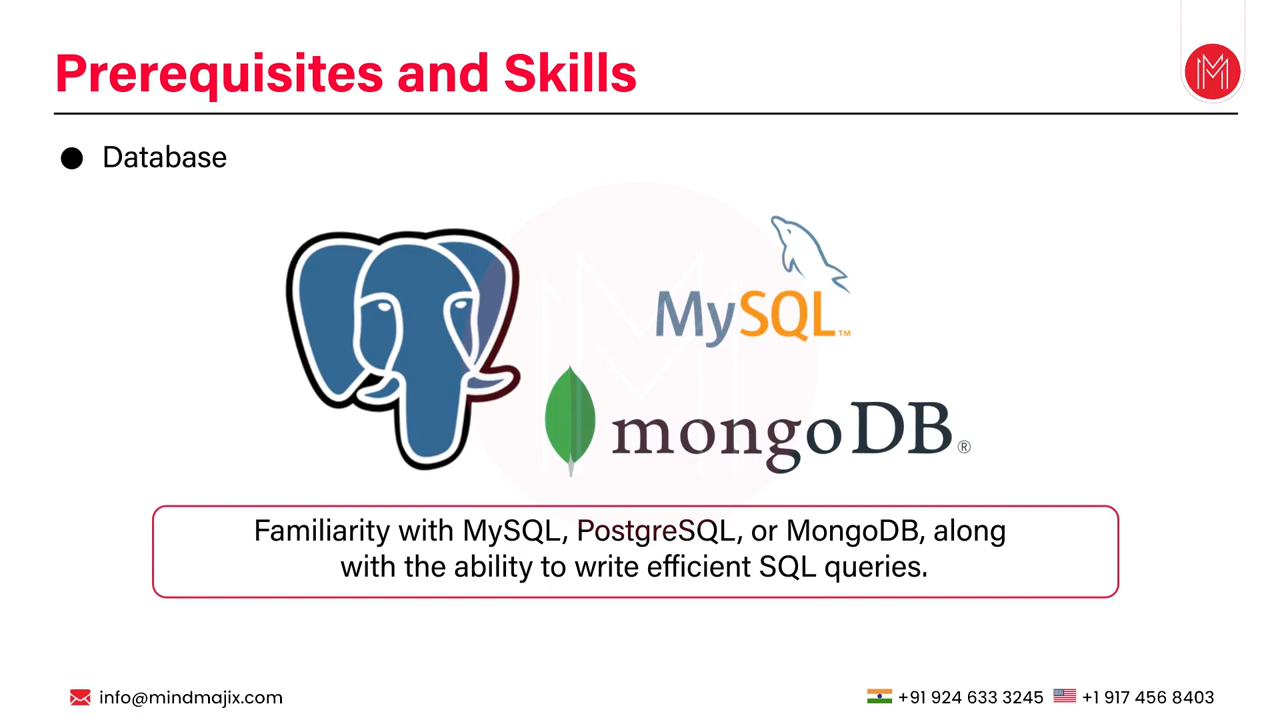 Prerequisites and Skills
● Database
MySQL™
mongoDB®
Familiarity with MySQL, PostgreSQL, or MongoDB, along
with the ability to write efficient SQL queries.
info@mindmajix.com
+91 924 633 3245 +1 917 456 8403